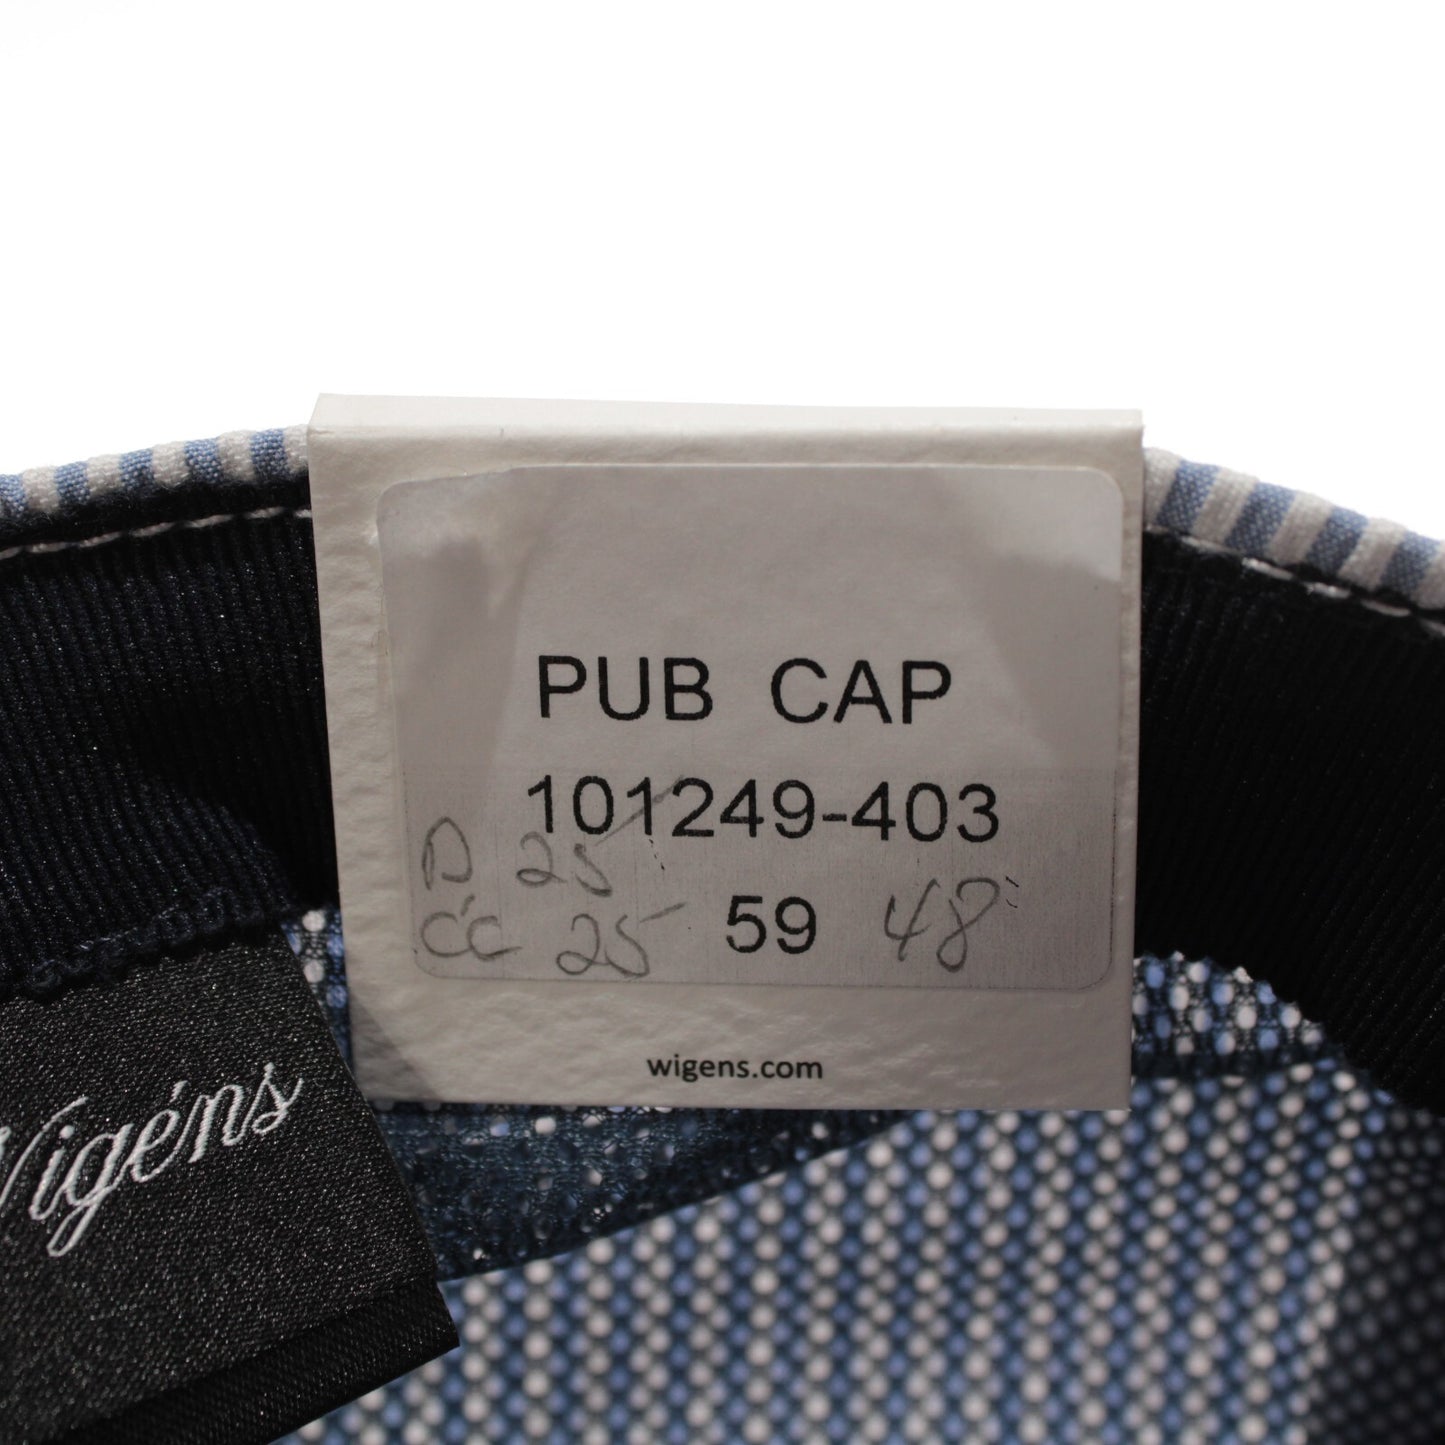 PUB CAP
101249-403
D 25
CC 25 59 48
wigens.com
Wigéns